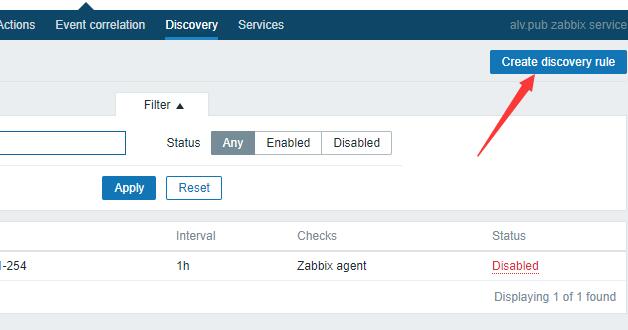 Actions Event correlation Discovery Services alv.pub zabbix service
Create discovery rule
Filter ▲
Status Any Enabled Disabled
Apply Reset
Interval Checks Status
1-254 1h Zabbix agent Disabled
Displaying 1 of 1 found